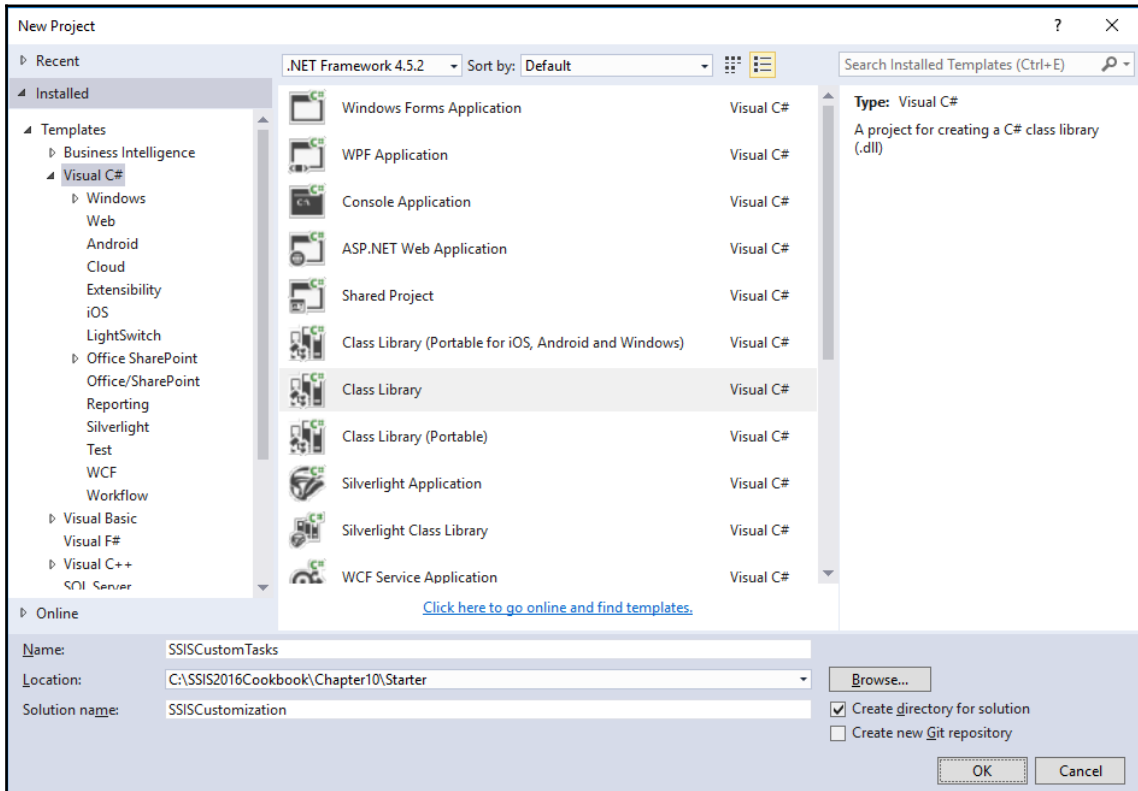 New Project
?
Recent
.NET Framework 4.5.2
Sort by: Default
Search Installed Templates (Ctrl+E)
Installed
Templates
Business Intelligence
Visual C#
Windows
Web
Android
Cloud
Extensibility
iOS
LightSwitch
Office SharePoint
Office/SharePoint
Reporting
Silverlight
Test
WCF
Workflow
Visual Basic
Visual F#
Visual C++
SQL Server
Online
Windows Forms Application Visual C#
WPF Application Visual C#
Console Application Visual C#
ASP.NET Web Application Visual C#
Shared Project Visual C#
Class Library (Portable for iOS, Android and Windows) Visual C#
Class Library Visual C#
Class Library (Portable) Visual C#
Silverlight Application Visual C#
Silverlight Class Library Visual C#
WCF Service Application Visual C#
Click here to go online and find templates.
Type: Visual C#
A project for creating a C# class library
(.dll)
Name: SSISCustomTasks
Location: C:\SSIS2016Cookbook\Chapter10\Starter
Browse...
Solution name: SSISCustomization
Create directory for solution
Create new Git repository
OK
Cancel